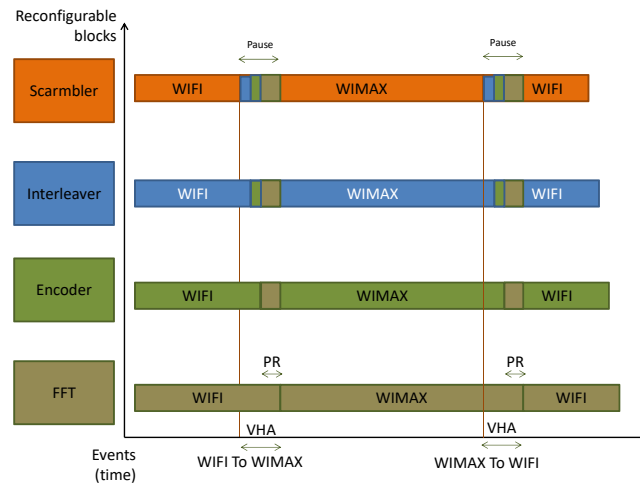 Reconfigurable
blocks
Pause
Pause
Scarmbler
WIFI
WIMAX
WIFI
Interleaver
WIFI
WIMAX
WIFI
Encoder
WIFI
WIMAX
WIFI
PR
PR
FFT
WIFI
WIMAX
WIFI
VHA
VHA
Events
(time)
WIFI To WIMAX
WIMAX To WIFI